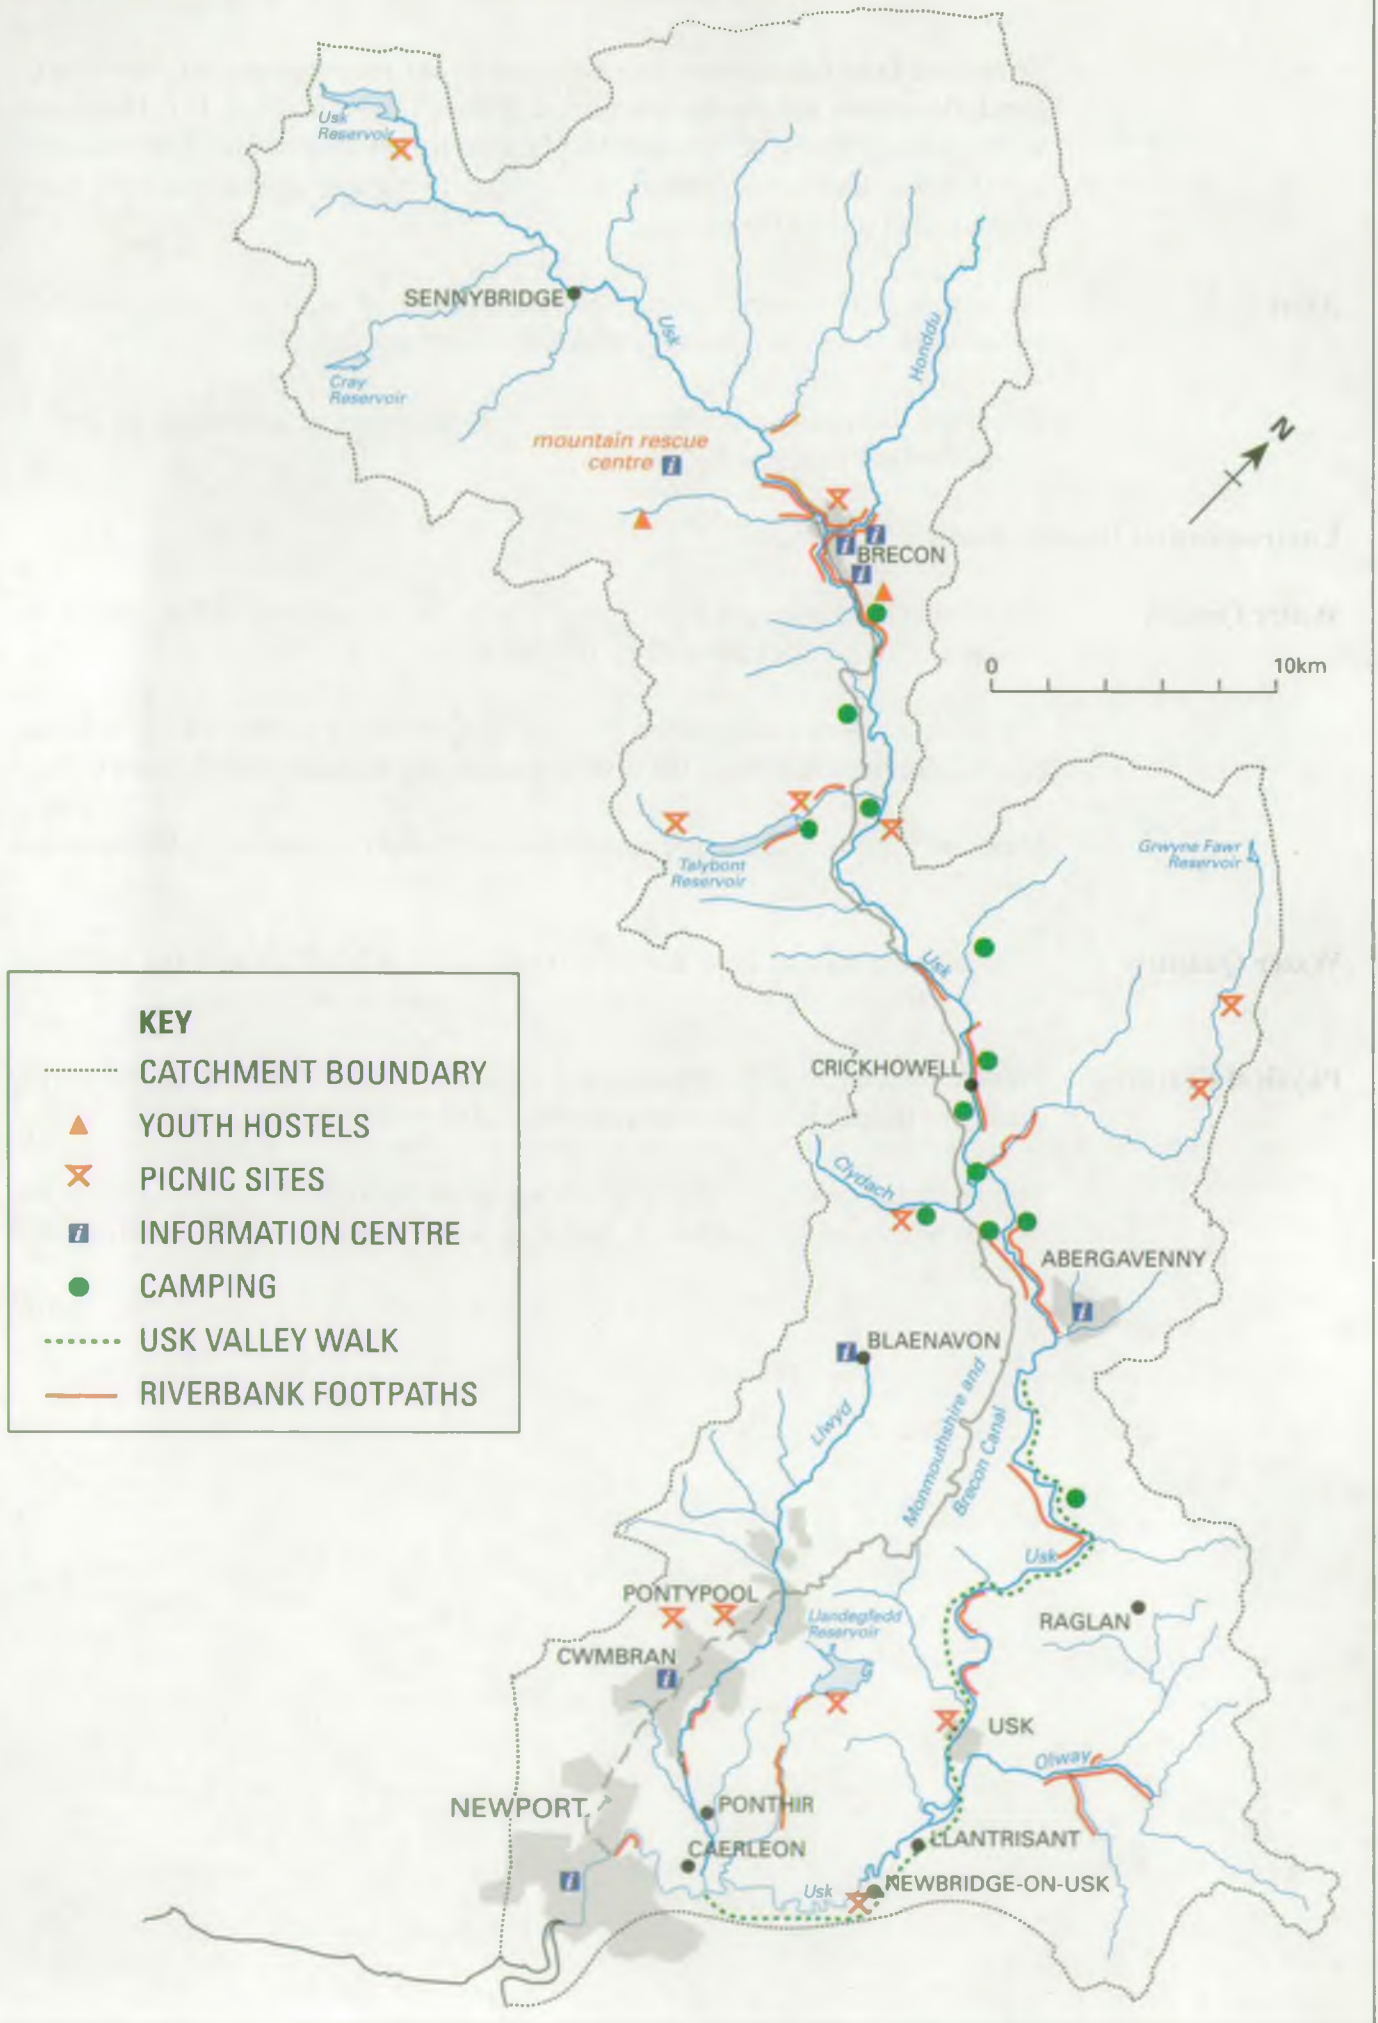 Usk
Reservoir
SENNYBRIDGE
Usk
Honddu
Cray
Reservoir
mountain rescue
centre i
N
i
i
BRECON
i
0 10km
Talybont
Reservoir
Grwyne Fawr
Reservoir
Usk
CRICKHOWELL
Clydach
ABERGAVENNY
i
i BLAENAVON
Llwyd
Monmouthshire and
Brecon Canal
Usk
PONTYPOOL
Llandegfedd
Reservoir
RAGLAN
CWMBRAN
i
USK
Olway
NEWPORT
PONTHIR
CAERLEON
LLANTRISANT
i
Usk
NEWBRIDGE-ON-USK
KEY
CATCHMENT BOUNDARY
YOUTH HOSTELS
PICNIC SITES
i INFORMATION CENTRE
CAMPING
USK VALLEY WALK
RIVERBANK FOOTPATHS